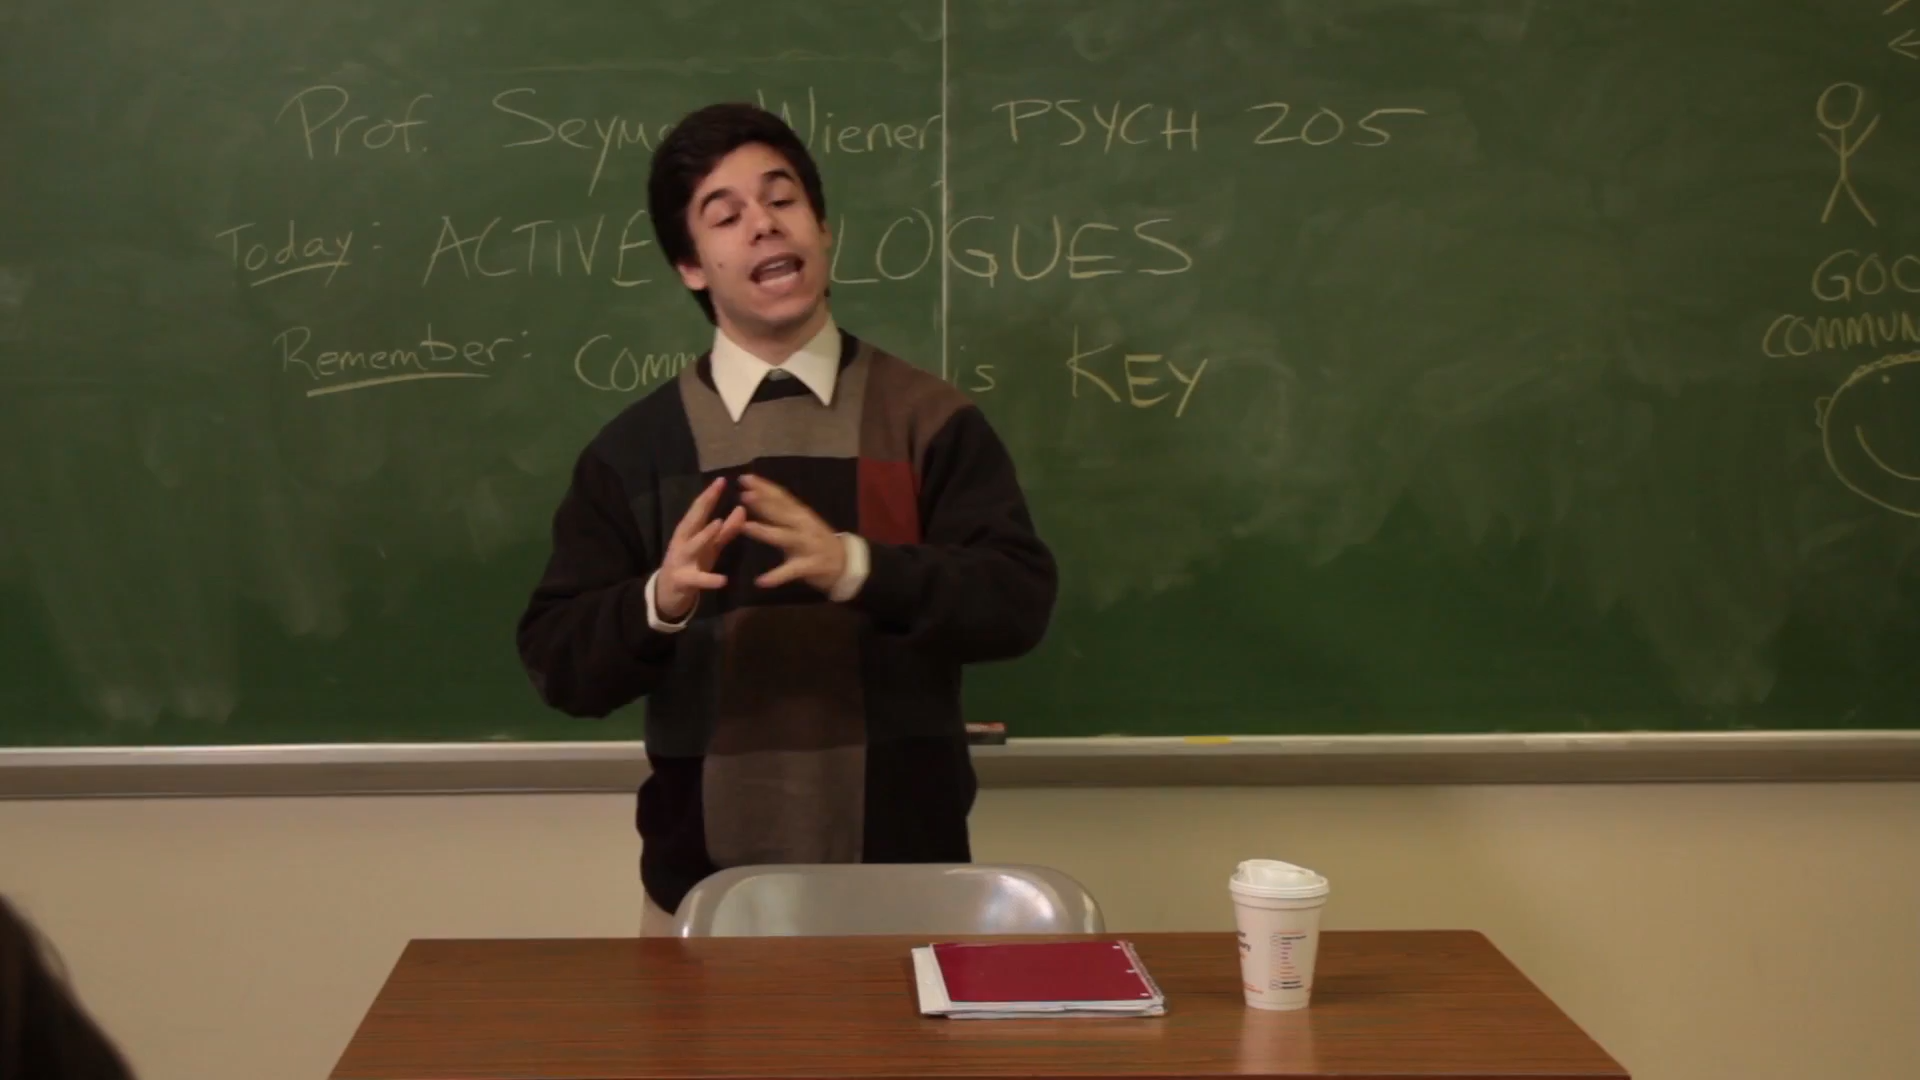 Prof. Seym Wiener PSYCH 205
Today: ACTIVE LOGUES
Remember: Comm is KEY
GOO
COMMUN